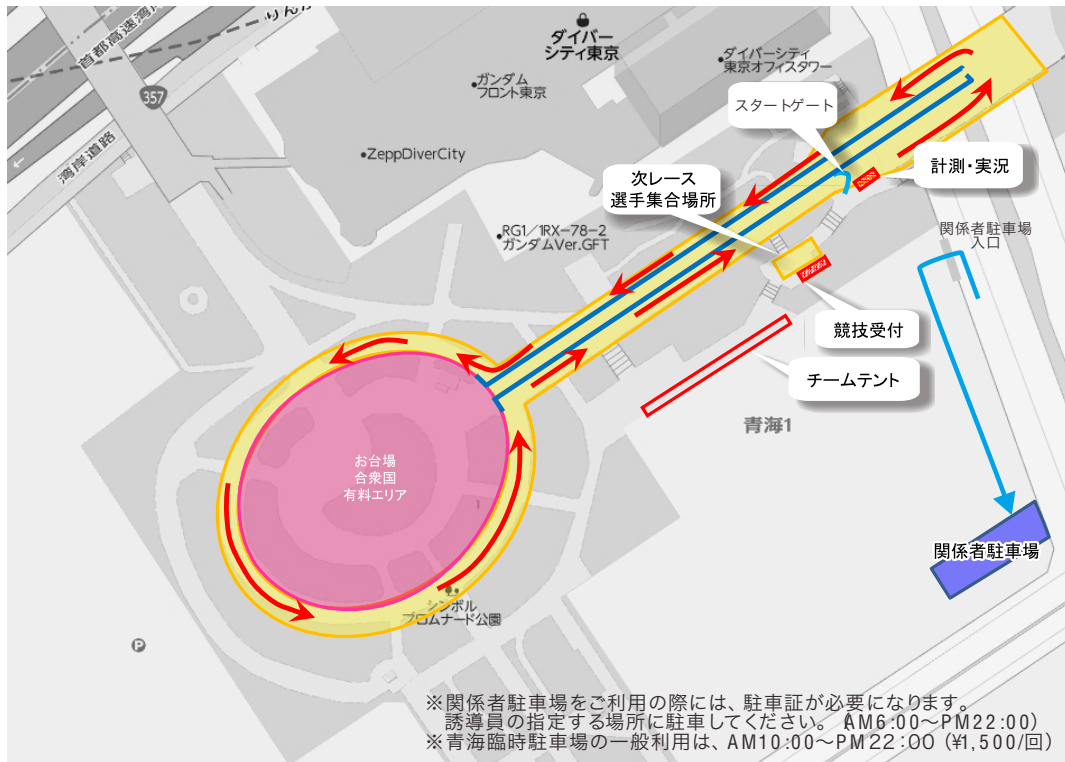 首都高速湾岸
りんか
ダイバー
シティ東京
357
ガンダム
フロント東京
ダイバーシティ
東京オフィスタワー
スタートゲート
湾岸道路
ZeppDiverCity
計測・実況
次レース
選手集合場所
RG1/1RX-78-2
ガンダムVer.GFT
関係者駐車場
入口
競技受付
チームテント
青海1
お台場
合衆国
有料エリア
関係者駐車場
シンボル
プロムナード公園
P
※関係者駐車場をご利用の際には、駐車証が必要になります。
誘導員の指定する場所に駐車してください。(AM6:00～PM22:00)
※青海臨時駐車場の一般利用は、AM10:00～PM22:00 (¥1,500/回)